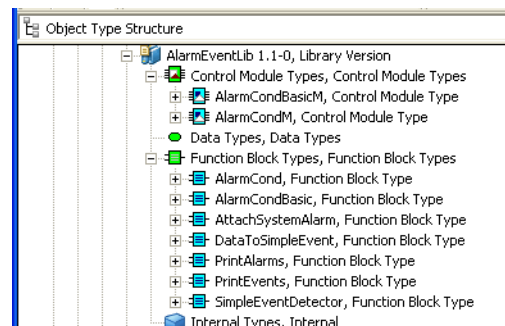 Object Type Structure
AlarmEventLib 1.1-0, Library Version
Control Module Types, Control Module Types
AlarmCondBasicM, Control Module Type
AlarmCondM, Control Module Type
Data Types, Data Types
Function Block Types, Function Block Types
AlarmCond, Function Block Type
AlarmCondBasic, Function Block Type
AttachSystemAlarm, Function Block Type
DataToSimpleEvent, Function Block Type
PrintAlarms, Function Block Type
PrintEvents, Function Block Type
SimpleEventDetector, Function Block Type
Internal Types, Internal